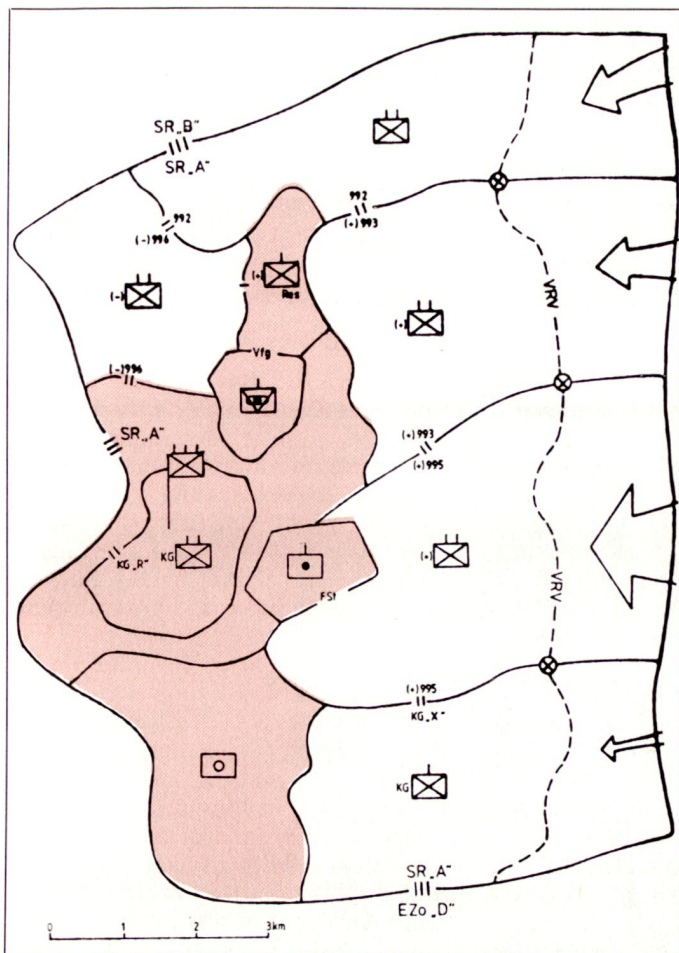 SR„B"
SR„A"
992
(-)996
992
(+)993
(-)
(+)
Res
(+)
VRV
Vfg
(-)996
SR„A"
(+)993
(+)995
KG„R"
KG
(+)
VRV
FSt
(+)995
KG„X"
KG
SR„A"
EZo„D"
0 1 2 3km